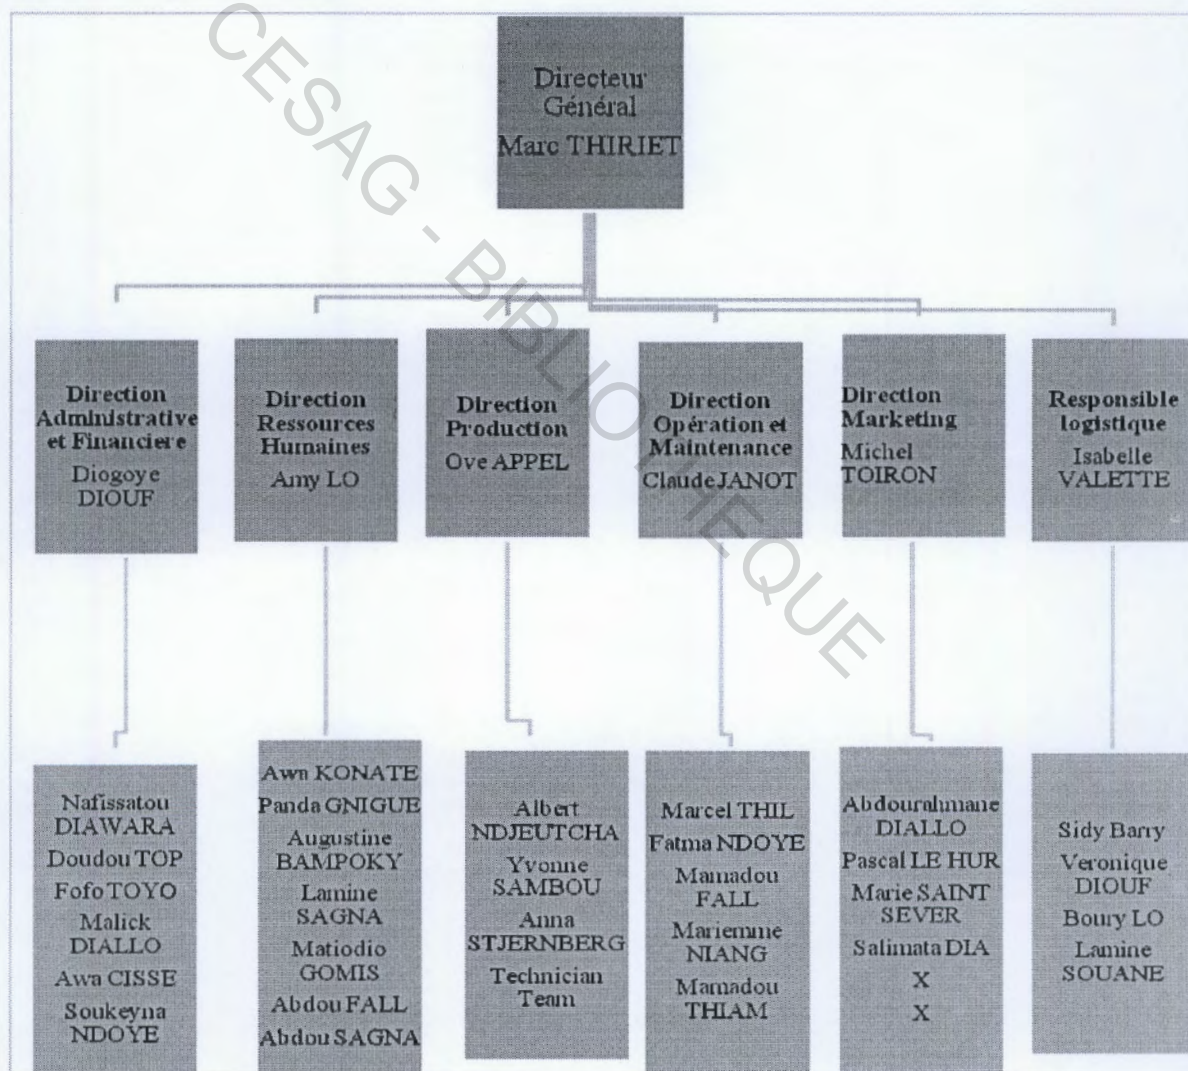 CESAG - BIBLIOTHEQUE
Directeur
Général
Marc THIRIET
Direction
Administrative
et Financiere
Diogoye
DIOUF
Direction
Ressources
Humaines
Amy LO
Direction
Production
Ove APPEL
Direction
Opération et
Maintenance
Claude JANOT
Direction
Marketing
Michel
TOIRON
Responsible
logistique
Isabelle
VALETTE
Nafissatou
DIAWARA
Doudou TOP
Fofo TOYO
Malick
DIALLO
Awa CISSE
Soukeyna
NDOYE
Awa KONATE
Panda GNIGUE
Augustine
BAMPOKY
Lamine
SAGNA
Matiodio
GOMIS
Abdou FALL
Abdou SAGNA
Albert
NDJEUTCHA
Yvonne
SAMBOU
Anna
STJERNBERG
Technician
Team
Marcel THIL
Fatma NDOYE
Mamadou
FALL
Mariemme
NIANG
Mamadou
THIAM
Abdourahmane
DIALLO
Pascal LE HUR
Marie SAINT
SEVER
Salimata DIA
X
X
Sidy Barry
Veronique
DIOUF
Boury LO
Lamine
SOUANE